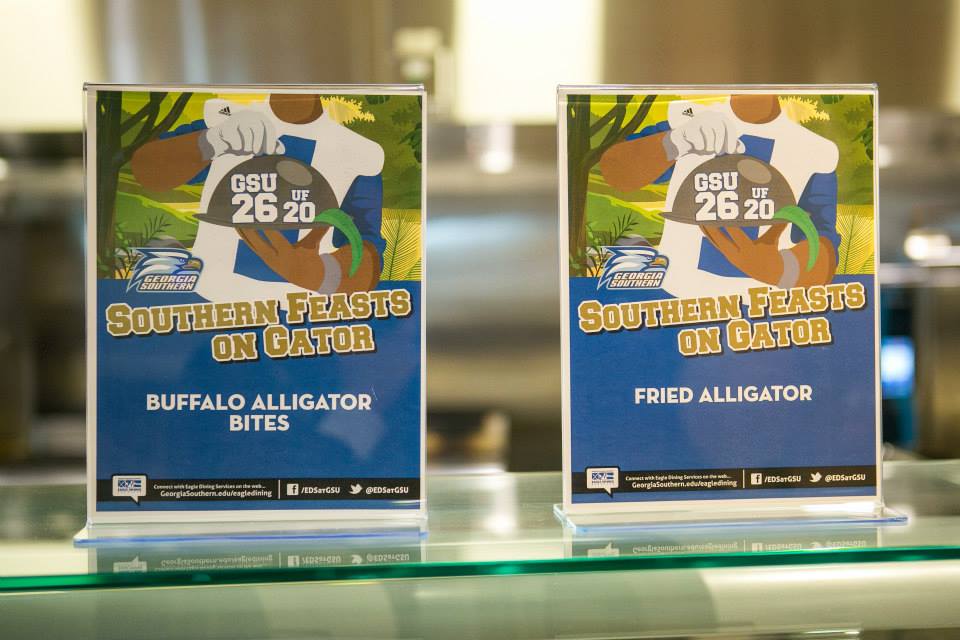 GSU UF
26 20
GEORGIA
SOUTHERN
SOUTHERN FEASTS
ON GATOR
BUFFALO ALLIGATOR
BITES
Connect with Eagle Dining Services on the web...
GeorgiaSouthern.edu/eagledining
/EDSATGSU
@EDSATGSU
GSU UF
26 20
GEORGIA
SOUTHERN
SOUTHERN FEASTS
ON GATOR
FRIED ALLIGATOR
Connect with Eagle Dining Services on the web...
GeorgiaSouthern.edu/eagledining
/EDSATGSU
@EDSATGSU